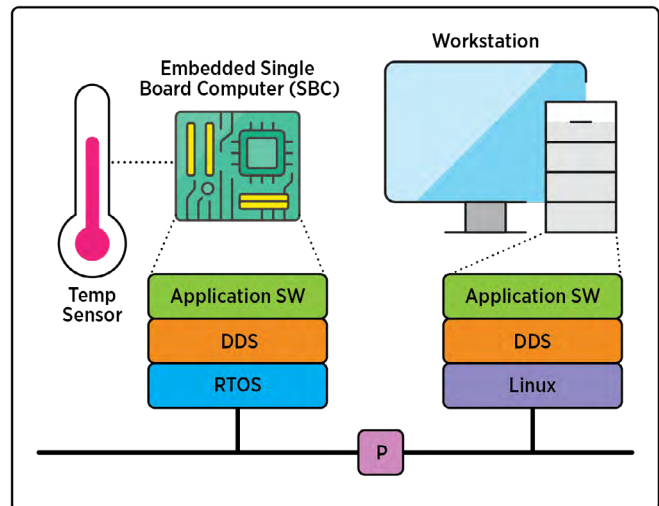 Workstation
Embedded Single
Board Computer (SBC)
Temp
Sensor
Application SW
DDS
RTOS
Application SW
DDS
Linux
P